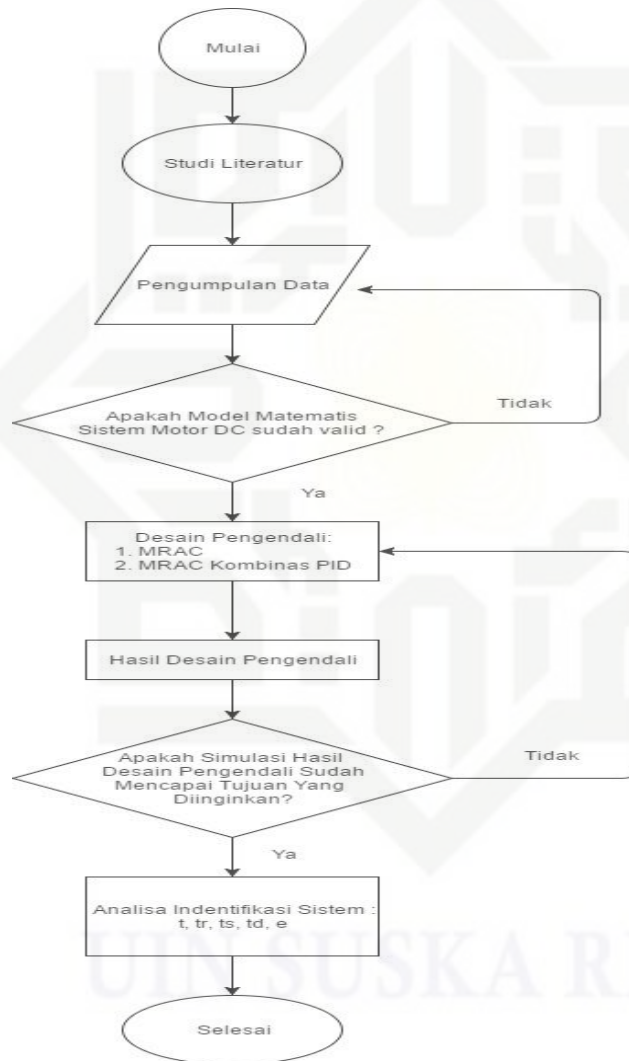 Mulai
Studi Literatur
Pengumpulan Data
Apakah Model Matematis
Sistem Motor DC sudah valid ?
Tidak
Ya
Desain Pengendali:
1. MRAC
2. MRAC Kombinas PID
Hasil Desain Pengendali
Apakah Simulasi Hasil
Desain Pengendali Sudah
Mencapai Tujuan Yang
Diinginkan?
Tidak
Ya
Analisa Indentifikasi Sistem :
t, tr, ts, td, e
UIN SUSKA R
Selesai